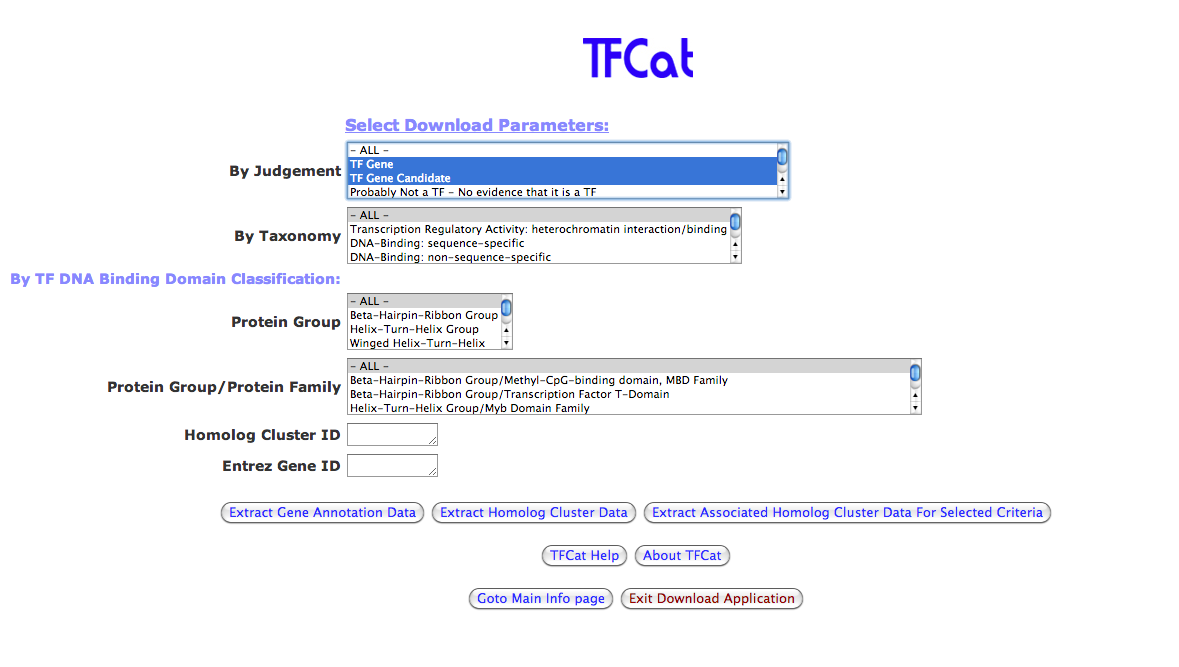 TFCat
Select Download Parameters:
By Judgement
- ALL -
TF Gene
TF Gene Candidate
Probably Not a TF - No evidence that it is a TF
By Taxonomy
- ALL -
Transcription Regulatory Activity: heterochromatin interaction/binding
DNA-Binding: sequence-specific
DNA-Binding: non-sequence-specific
By TF DNA Binding Domain Classification:
Protein Group
- ALL -
Beta-Hairpin-Ribbon Group
Helix-Turn-Helix Group
Winged Helix-Turn-Helix
Protein Group/Protein Family
- ALL -
Beta-Hairpin-Ribbon Group/Methyl-CpG-binding domain, MBD Family
Beta-Hairpin-Ribbon Group/Transcription Factor T-Domain
Helix-Turn-Helix Group/Myb Domain Family
Homolog Cluster ID
Entrez Gene ID
Extract Gene Annotation Data Extract Homolog Cluster Data Extract Associated Homolog Cluster Data For Selected Criteria
TFCat Help About TFCat
Goto Main Info page Exit Download Application